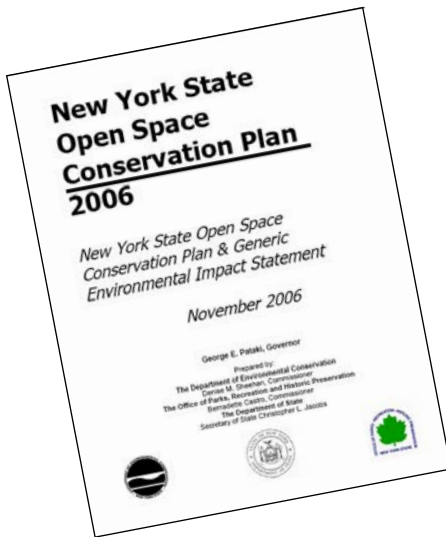 New York State
Open Space
Conservation Plan
2006
New York State Open Space
Conservation Plan & Generic
Environmental Impact Statement
November 2006
George E. Pataki, Governor
Prepared by:
The Department of Environmental Conservation
Denise M. Sheehan, Commissioner
The Office of Parks, Recreation and Historic Preservation
Bernadette Castro, Commissioner
The Department of State
Secretary of State Christopher L. Jacobs